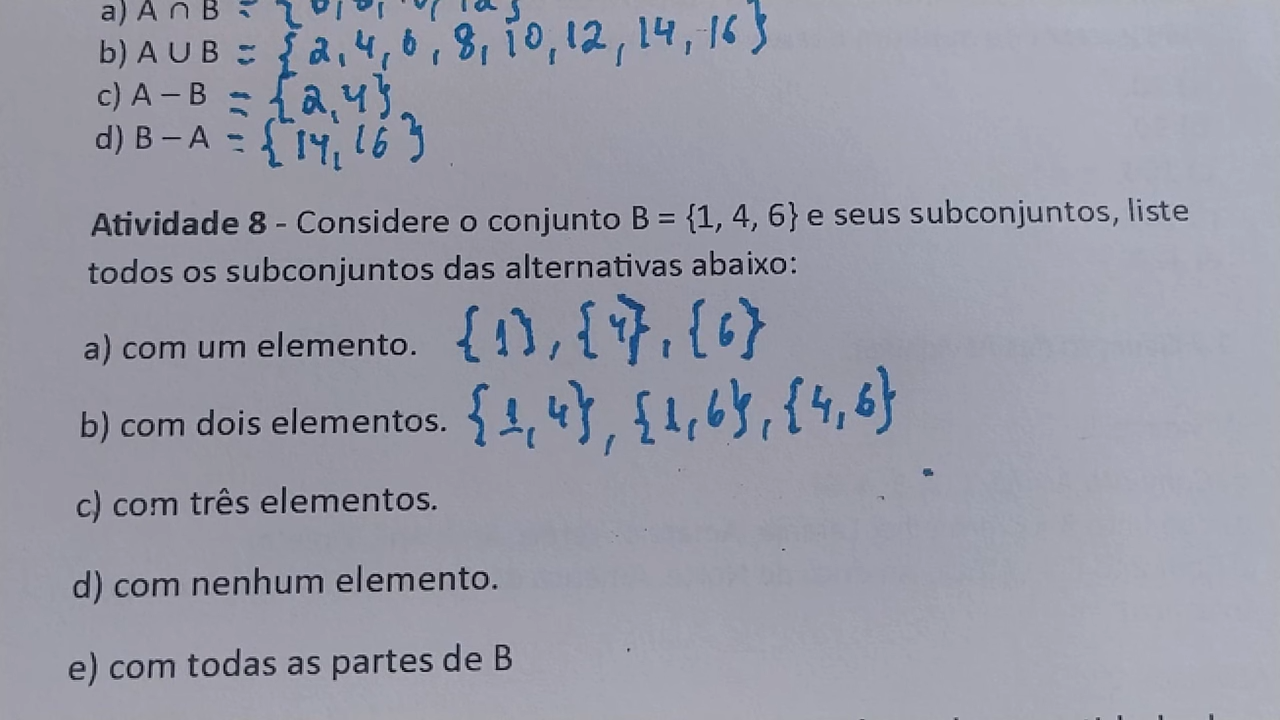 a) A ∩ B = {
b) A ∪ B = {2, 4, 6, 8, 10, 12, 14, 16}
c) A – B = {2, 4}
d) B – A = {14, 16}
Atividade 8 - Considere o conjunto B = {1, 4, 6} e seus subconjuntos, liste
todos os subconjuntos das alternativas abaixo:
a) com um elemento. {1}, {4}, {6}
b) com dois elementos. {1, 4}, {1, 6}, {4, 6}
c) com três elementos.
d) com nenhum elemento.
e) com todas as partes de B